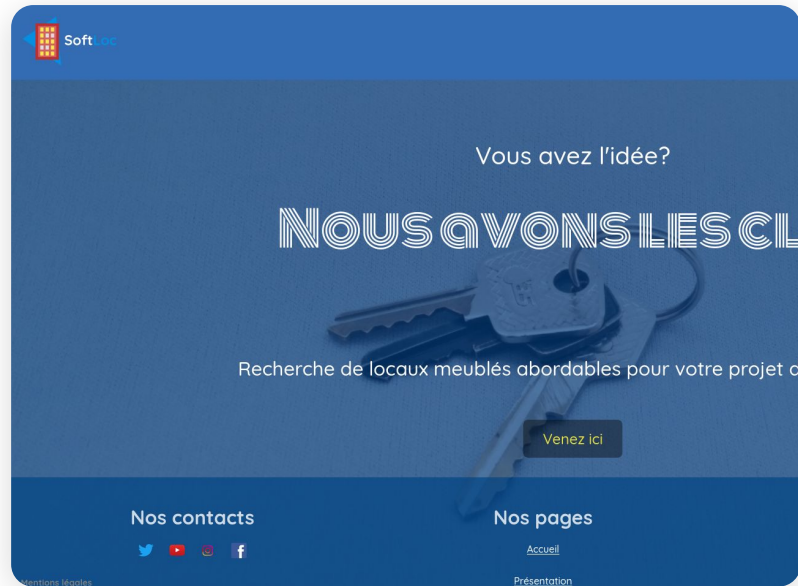 SoftLoc
Vous avez l'idée?
Nous avons les cl
Recherche de locaux meublés abordables pour votre projet d
Venez ici
Nos contacts
Nos pages
Accueil
Mentions légales
Présentation